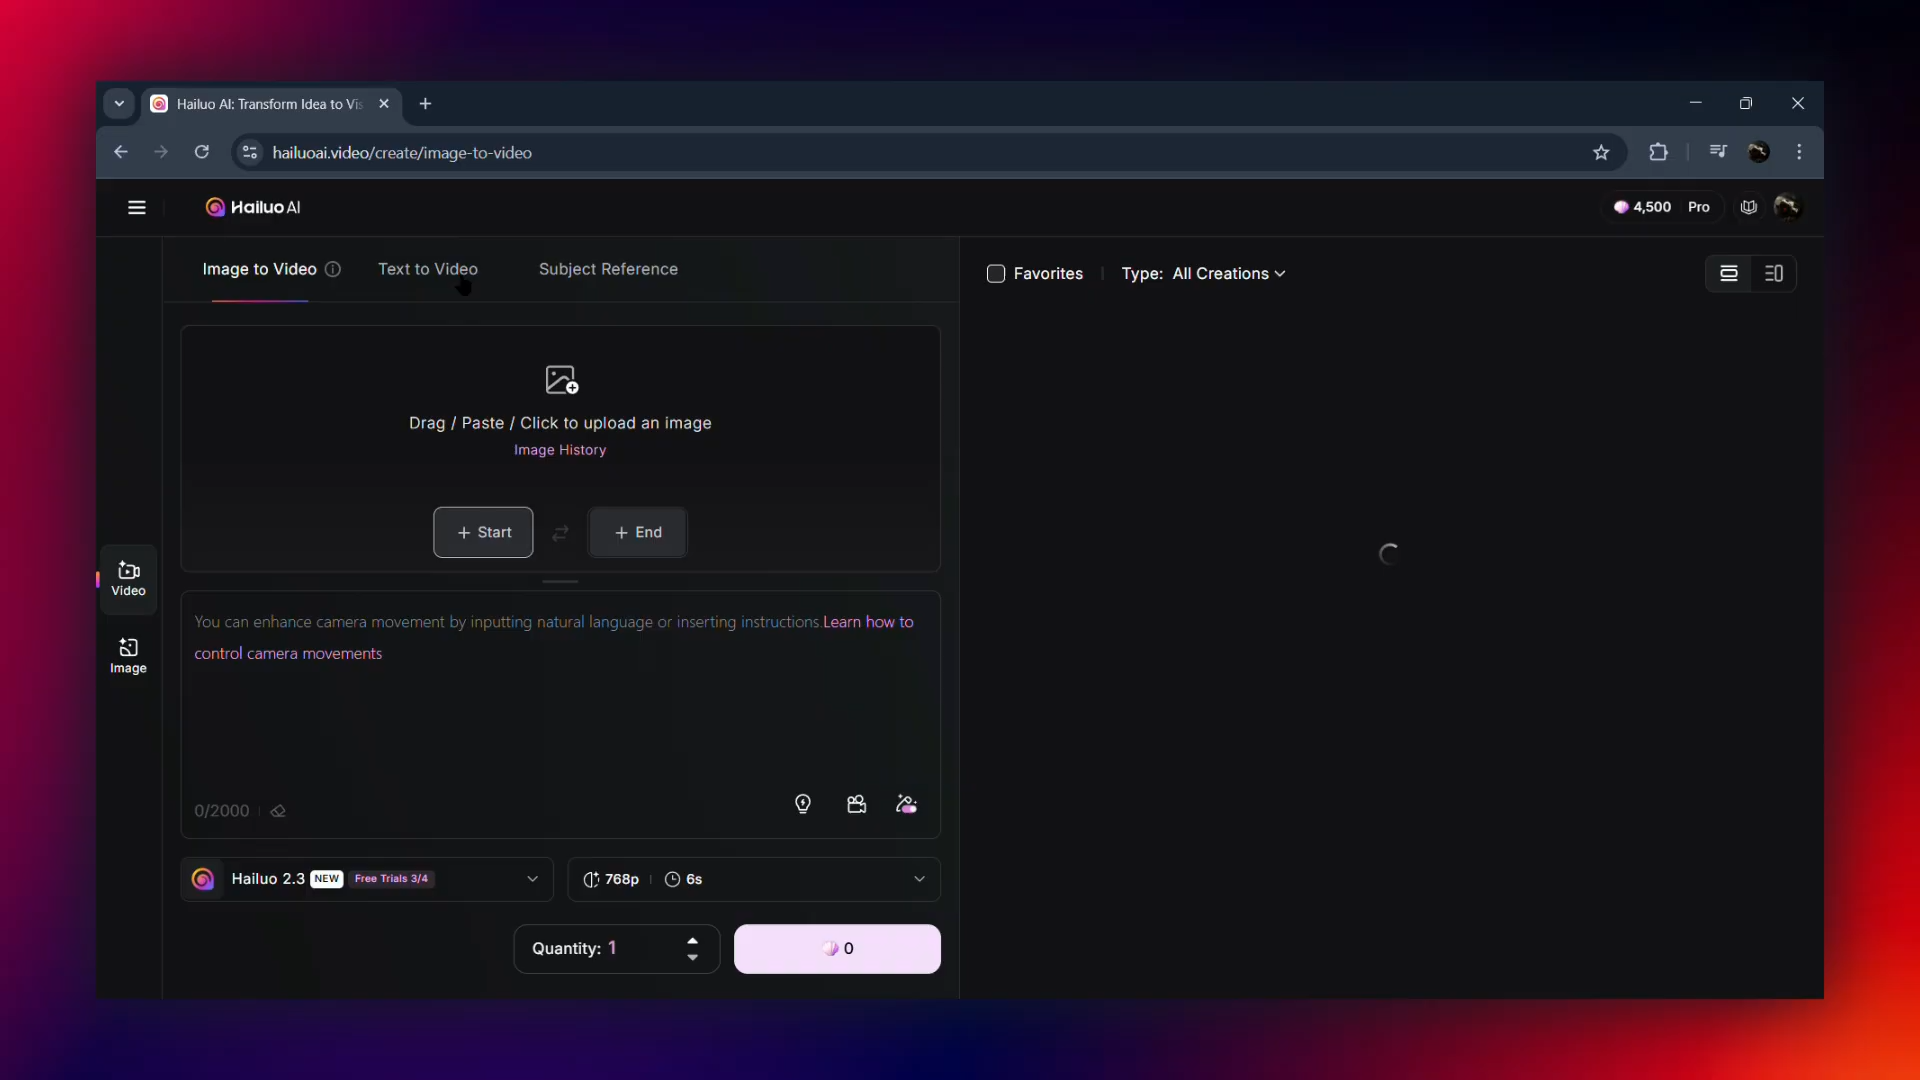 Hailuo AI: Transform Idea to Vis
hailuoai.video/create/image-to-video
Hailuo AI
4,500 Pro
Image to Video
Text to Video
Subject Reference
Favorites
Type: All Creations
Drag / Paste / Click to upload an image
Image History
+ Start
+ End
Video
Image
You can enhance camera movement by inputting natural language or inserting instructions.Learn how to
control camera movements
0/2000
Hailuo 2.3 NEW Free Trials 3/4
768p 6s
Quantity: 1
0